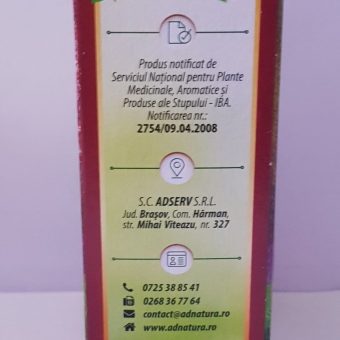 Produs notificat de
Serviciul Național pentru Plante
Medicinale, Aromatice și
Produse ale Stupului - IBA.
Notificarea nr.:
2754/09.04.2008
S.C. ADSERV S.R.L.
Jud. Brașov, Com. Hărman,
str. Mihai Viteazu, nr. 327
0725 38 85 41
0268 36 77 64
contact@adnatura.ro
www.adnatura.ro